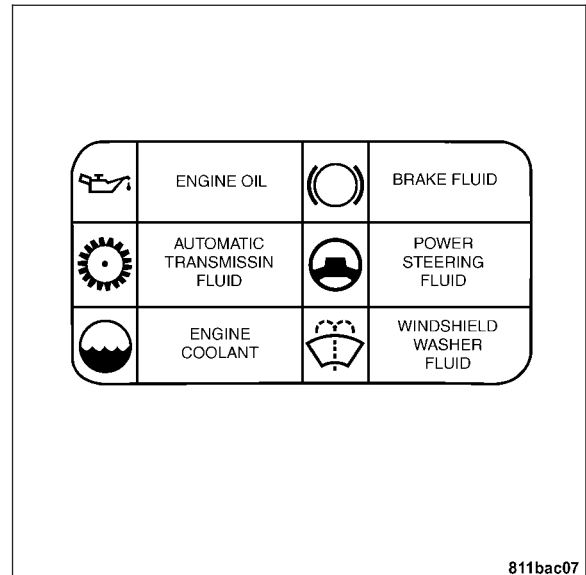 ENGINE OIL
BRAKE FLUID
AUTOMATIC
TRANSMISSIN
FLUID
POWER
STEERING
FLUID
ENGINE
COOLANT
WINDSHIELD
WASHER
FLUID
811bac07